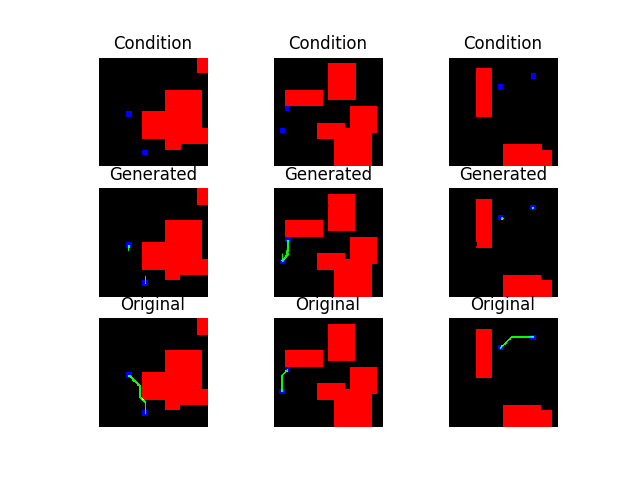 Condition
Condition
Condition
Generated
Generated
Generated
Original
Original
Original